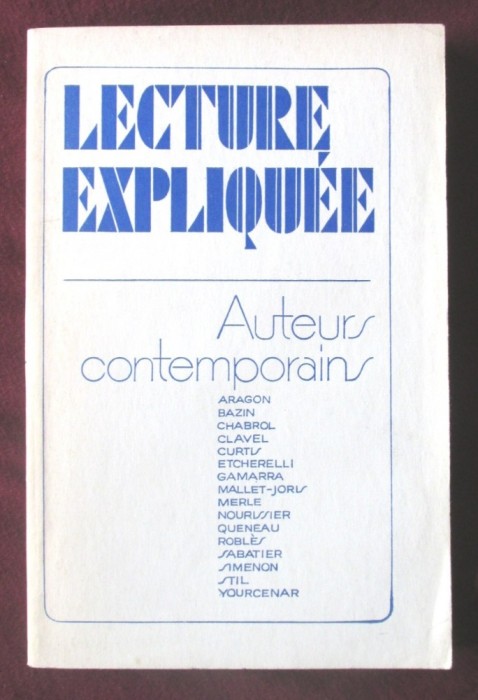 LECTURE
EXPLIQUÉE
Auteurs
contemporains
ARAGON
BAZIN
CHABROL
CLAVEL
CURTIS
ETCHERELLI
GAMARRA
MALLET-JORIS
MERLE
NOURISSIER
QUENEAU
ROBLÈS
SABATIER
SIMENON
STIL
YOURCENAR